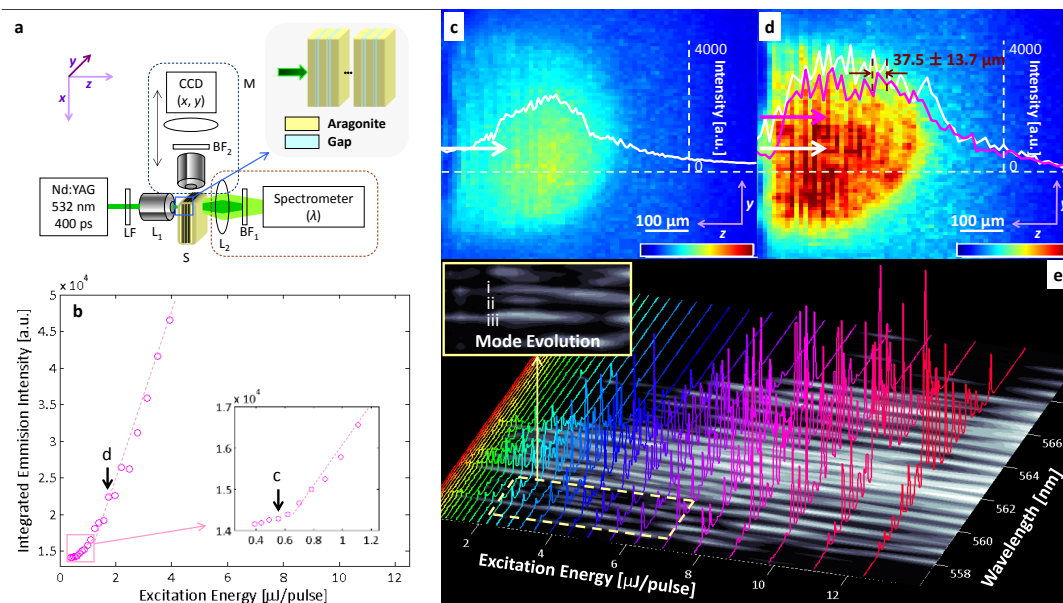 a
y
z
x
CCD
(x, y)
M
BF2
Aragonite
Gap
Nd:YAG
532 nm
400 ps
LF
L1
S
L2
BF1
Spectrometer
(λ)
b
x 10^4
Integrated Emmision Intensity [a.u.]
5
4.5
4
3.5
3
2.5
2
1.5
0 2 4 6 8 10 12
Excitation Energy [μJ/pulse]
d
x 10^4
1.7
1.6
1.5
1.4
0.4 0.6 0.8 1 1.2
c
c
4000
Intensity [a.u.]
0
100 μm
y
z
d
37.5 ± 13.7 μm
4000
Intensity [a.u.]
0
100 μm
y
z
e
i
ii
iii
Mode Evolution
2 4 6 8 10 12
Excitation Energy [μJ/pulse]
558 560 562 564 566
Wavelength [nm]